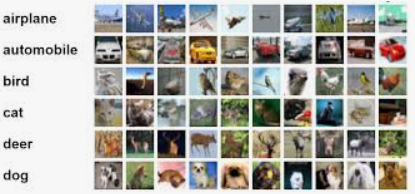 airplane
automobile
bird
cat
deer
dog